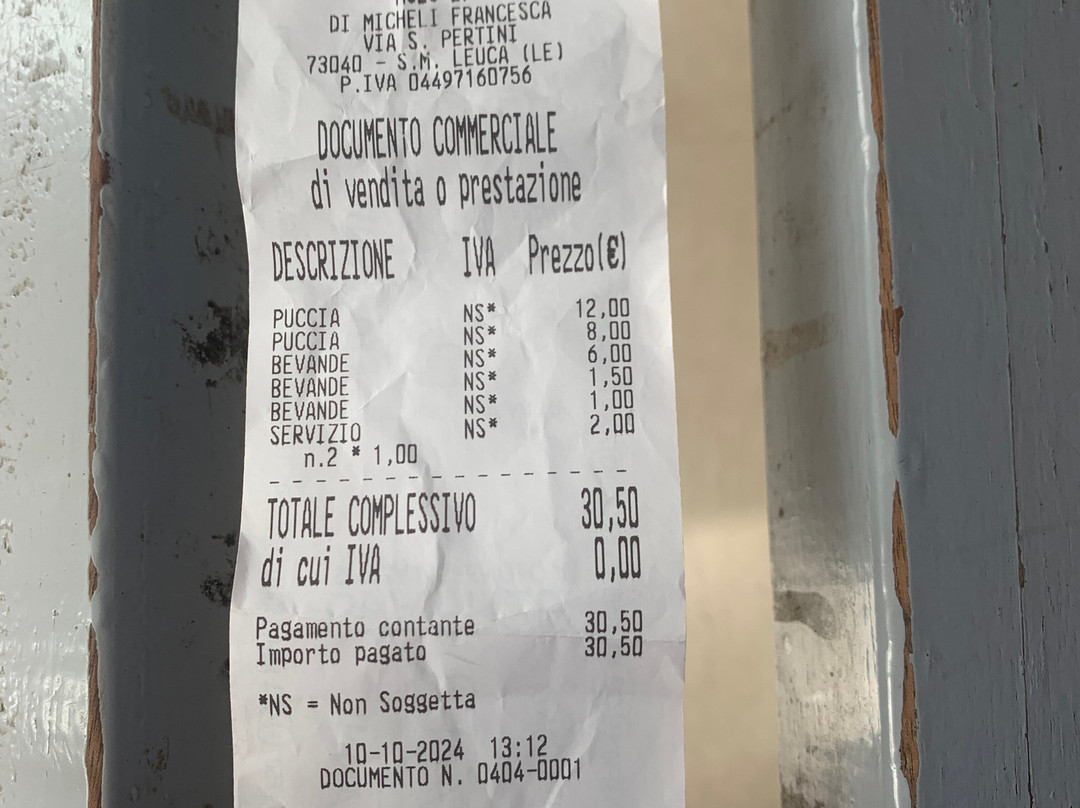 DI MICHELI FRANCESCA
VIA S. PERTINI
73040 - S.M. LEUCA (LE)
P.IVA 04497160756
DOCUMENTO COMMERCIALE
di vendita o prestazione
DESCRIZIONE IVA Prezzo(€)
PUCCIA NS* 12,00
PUCCIA NS* 8,00
BEVANDE NS* 6,00
BEVANDE NS* 1,50
BEVANDE NS* 1,00
SERVIZIO NS* 2,00
n.2 * 1,00
TOTALE COMPLESSIVO 30,50
di cui IVA 0,00
Pagamento contante 30,50
Importo pagato 30,50
*NS = Non Soggetta
10-10-2024 13:12
DOCUMENTO N. 0404-0001